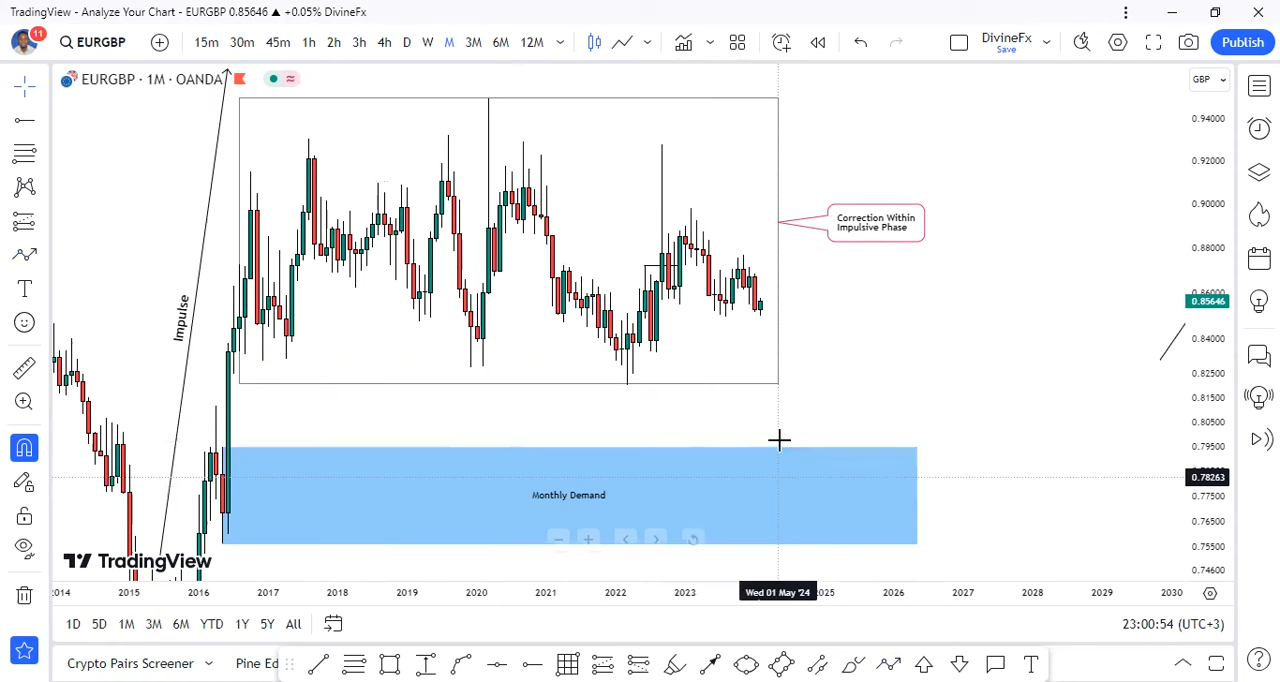 TradingView - Analyze Your Chart - EURGBP 0.85646 ▲ +0.05% DivineFx
11
EURGBP 15m 30m 45m 1h 2h 3h 4h D W M 3M 6M 12M DivineFx Save Publish
EURGBP · 1M · OANDA
GBP
0.94000
0.92000
0.90000
0.88000
0.86000
0.85646
0.84000
0.82500
0.81500
0.80500
0.79500
0.78263
0.77500
0.76500
0.75500
0.74600
Correction Within
Impulsive Phase
Impulse
Monthly Demand
TradingView
2014 2015 2016 2017 2018 2019 2020 2021 2022 2023 Wed 01 May '24 2025 2026 2027 2028 2029 2030
1D 5D 1M 3M 6M YTD 1Y 5Y All 23:00:54 (UTC+3)
Crypto Pairs Screener Pine Ed